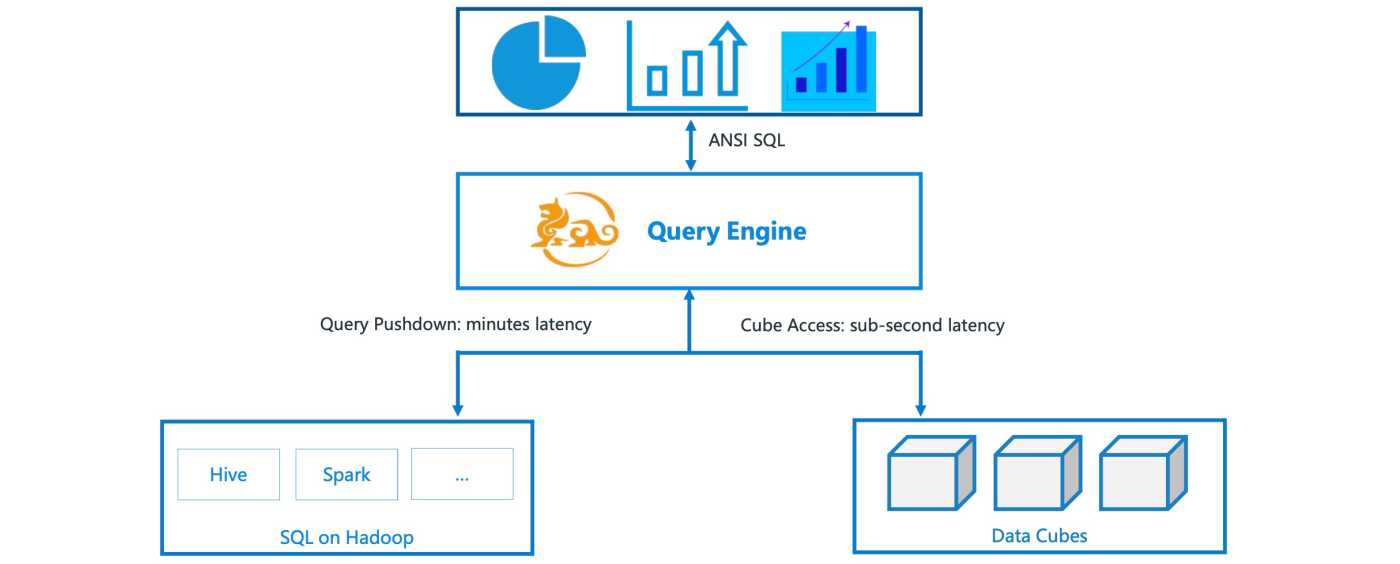 ANSI SQL
Query Engine
Query Pushdown: minutes latency
Cube Access: sub-second latency
Hive
Spark
...
SQL on Hadoop
Data Cubes